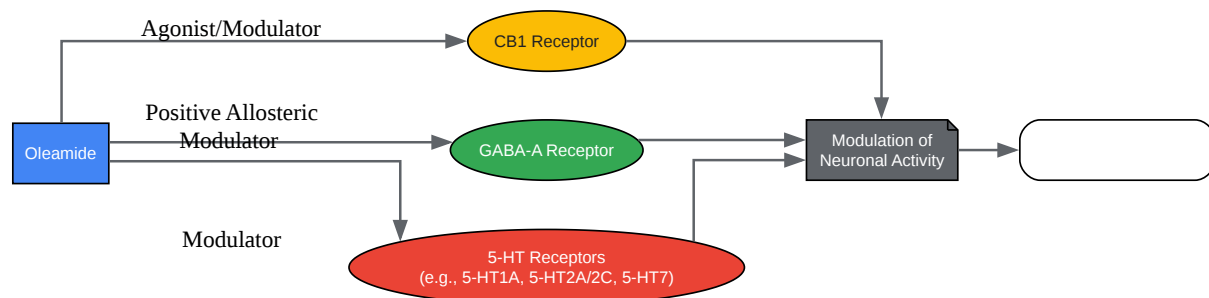 Agonist/Modulator
CB1 Receptor
Positive Allosteric
Modulator
Oleamide
GABA-A Receptor
Modulation of
Neuronal Activity
Modulator
5-HT Receptors
(e.g., 5-HT1A, 5-HT2A/2C, 5-HT7)